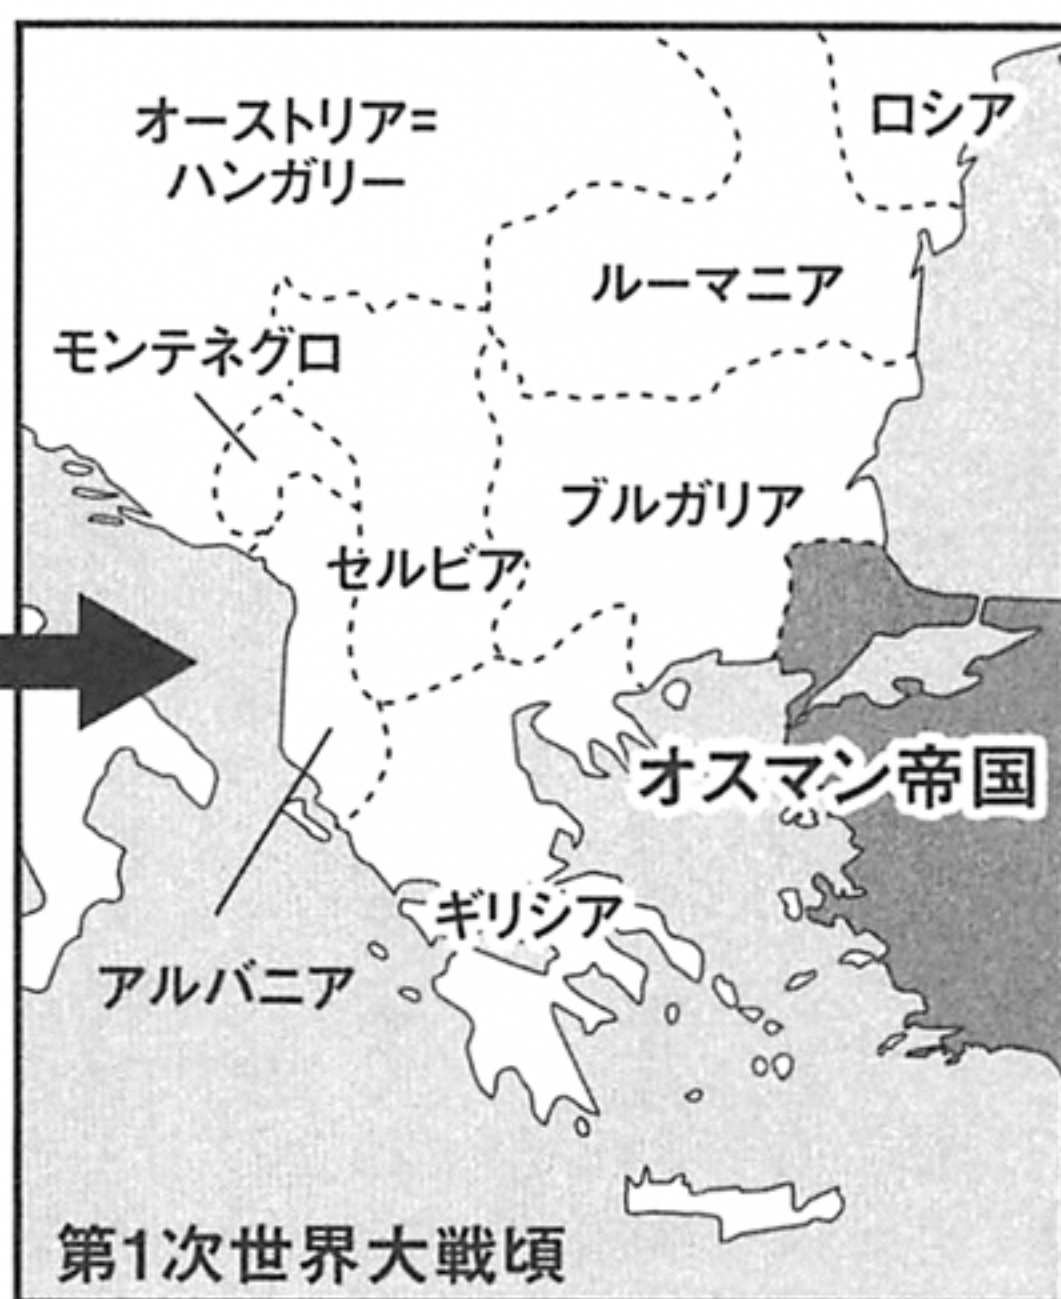 オーストリア=
ハンガリー
ロシア
ルーマニア
モンテネグロ
ブルガリア
セルビア
オスマン帝国
ギリシア
アルバニア
第1次世界大戦頃